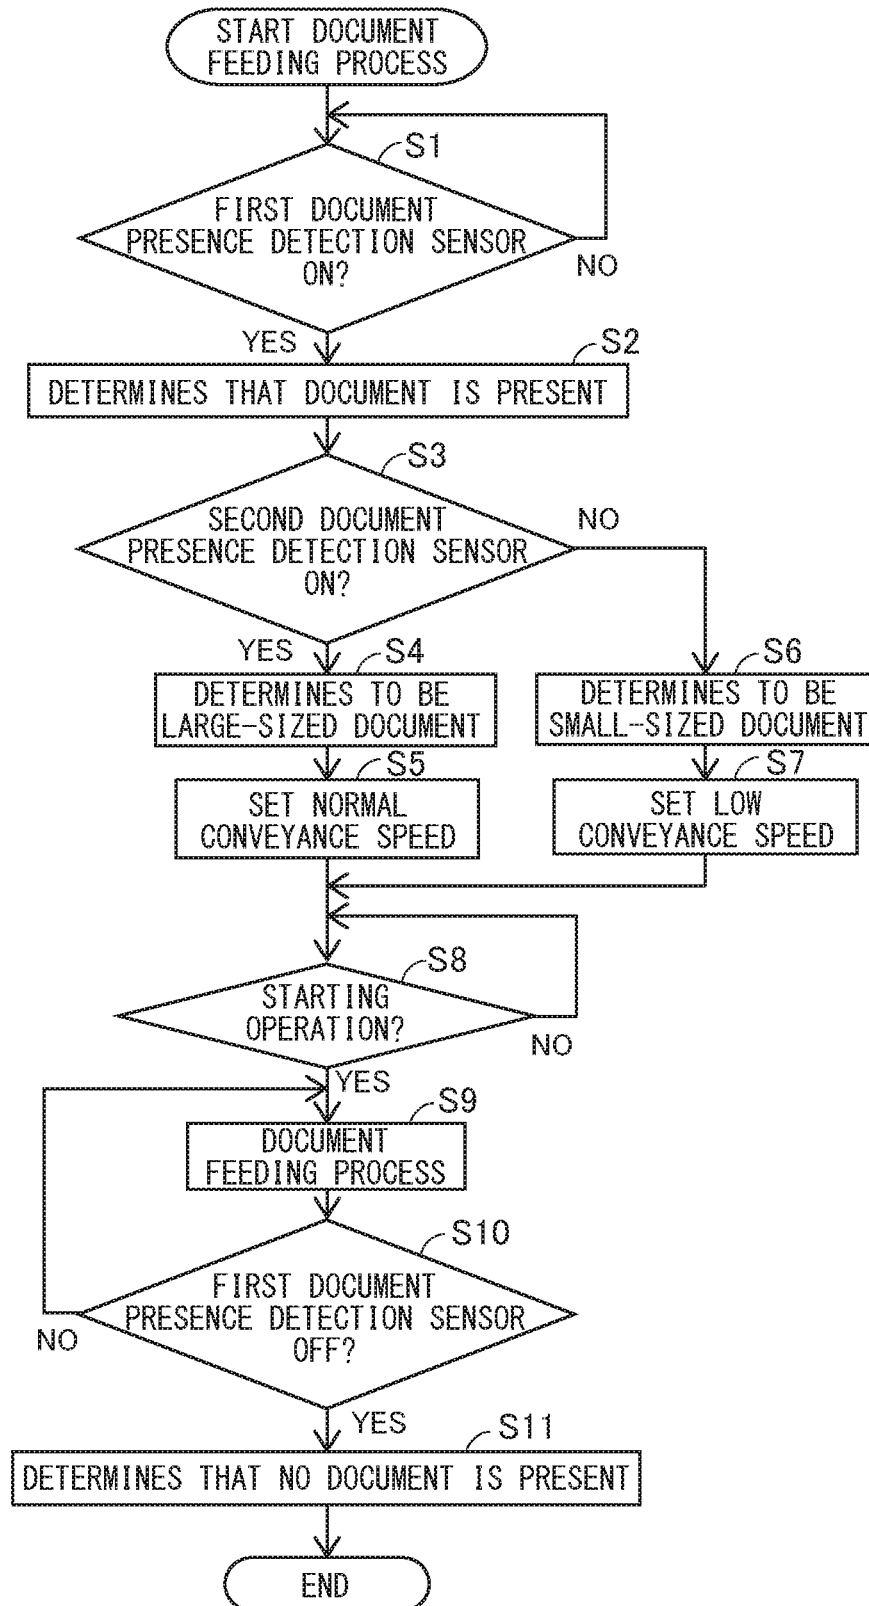 START DOCUMENT
FEEDING PROCESS
S1
FIRST DOCUMENT
PRESENCE DETECTION SENSOR
ON?
NO
YES
S2
DETERMINES THAT DOCUMENT IS PRESENT
S3
SECOND DOCUMENT
PRESENCE DETECTION SENSOR
ON?
NO
YES
S4
DETERMINES TO BE
LARGE-SIZED DOCUMENT
S6
DETERMINES TO BE
SMALL-SIZED DOCUMENT
S5
SET NORMAL
CONVEYANCE SPEED
S7
SET LOW
CONVEYANCE SPEED
S8
STARTING
OPERATION?
NO
YES
S9
DOCUMENT
FEEDING PROCESS
S10
FIRST DOCUMENT
PRESENCE DETECTION SENSOR
OFF?
NO
YES
S11
DETERMINES THAT NO DOCUMENT IS PRESENT
END